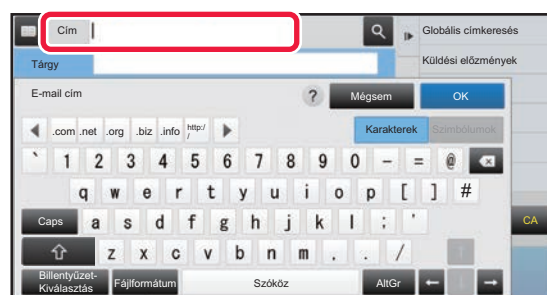 Cím
Globális címkeresés
Tárgy
Küldési előzmények
E-mail cím ? Mégsem OK
.com .net .org .biz .info http:/
/
Karakterek Szimbólumok
` 1 2 3 4 5 6 7 8 9 0 - = @
q w e r t y u i o p [ ] #
Caps a s d f g h j k l ; '
CA
z x c v b n m . . /
Billentyűzet-
Kiválasztás
Fájlformátum Szóköz AltGr